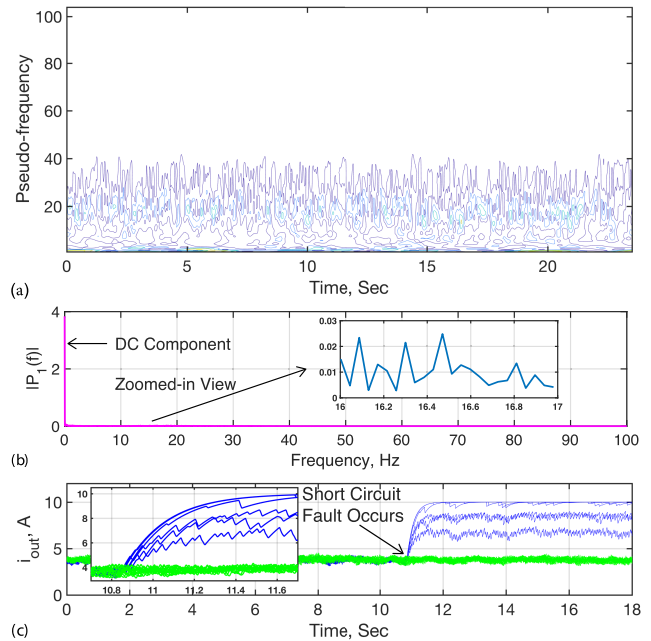 100
80
60
40
20
Pseudo-frequency
0 5 10 15 20
Time, Sec
(a)
4
2
0
|P1(f)|
DC Component
Zoomed-in View
0.03
0.02
0.01
0
16 16.2 16.4 16.6 16.8 17
0 10 20 30 40 50 60 70 80 90 100
Frequency, Hz
(b)
10
5
0
iout, A
10
8
6
4
10.8 11 11.2 11.4 11.6
Short Circuit
Fault Occurs
0 2 4 6 8 10 12 14 16 18
Time, Sec
(c)